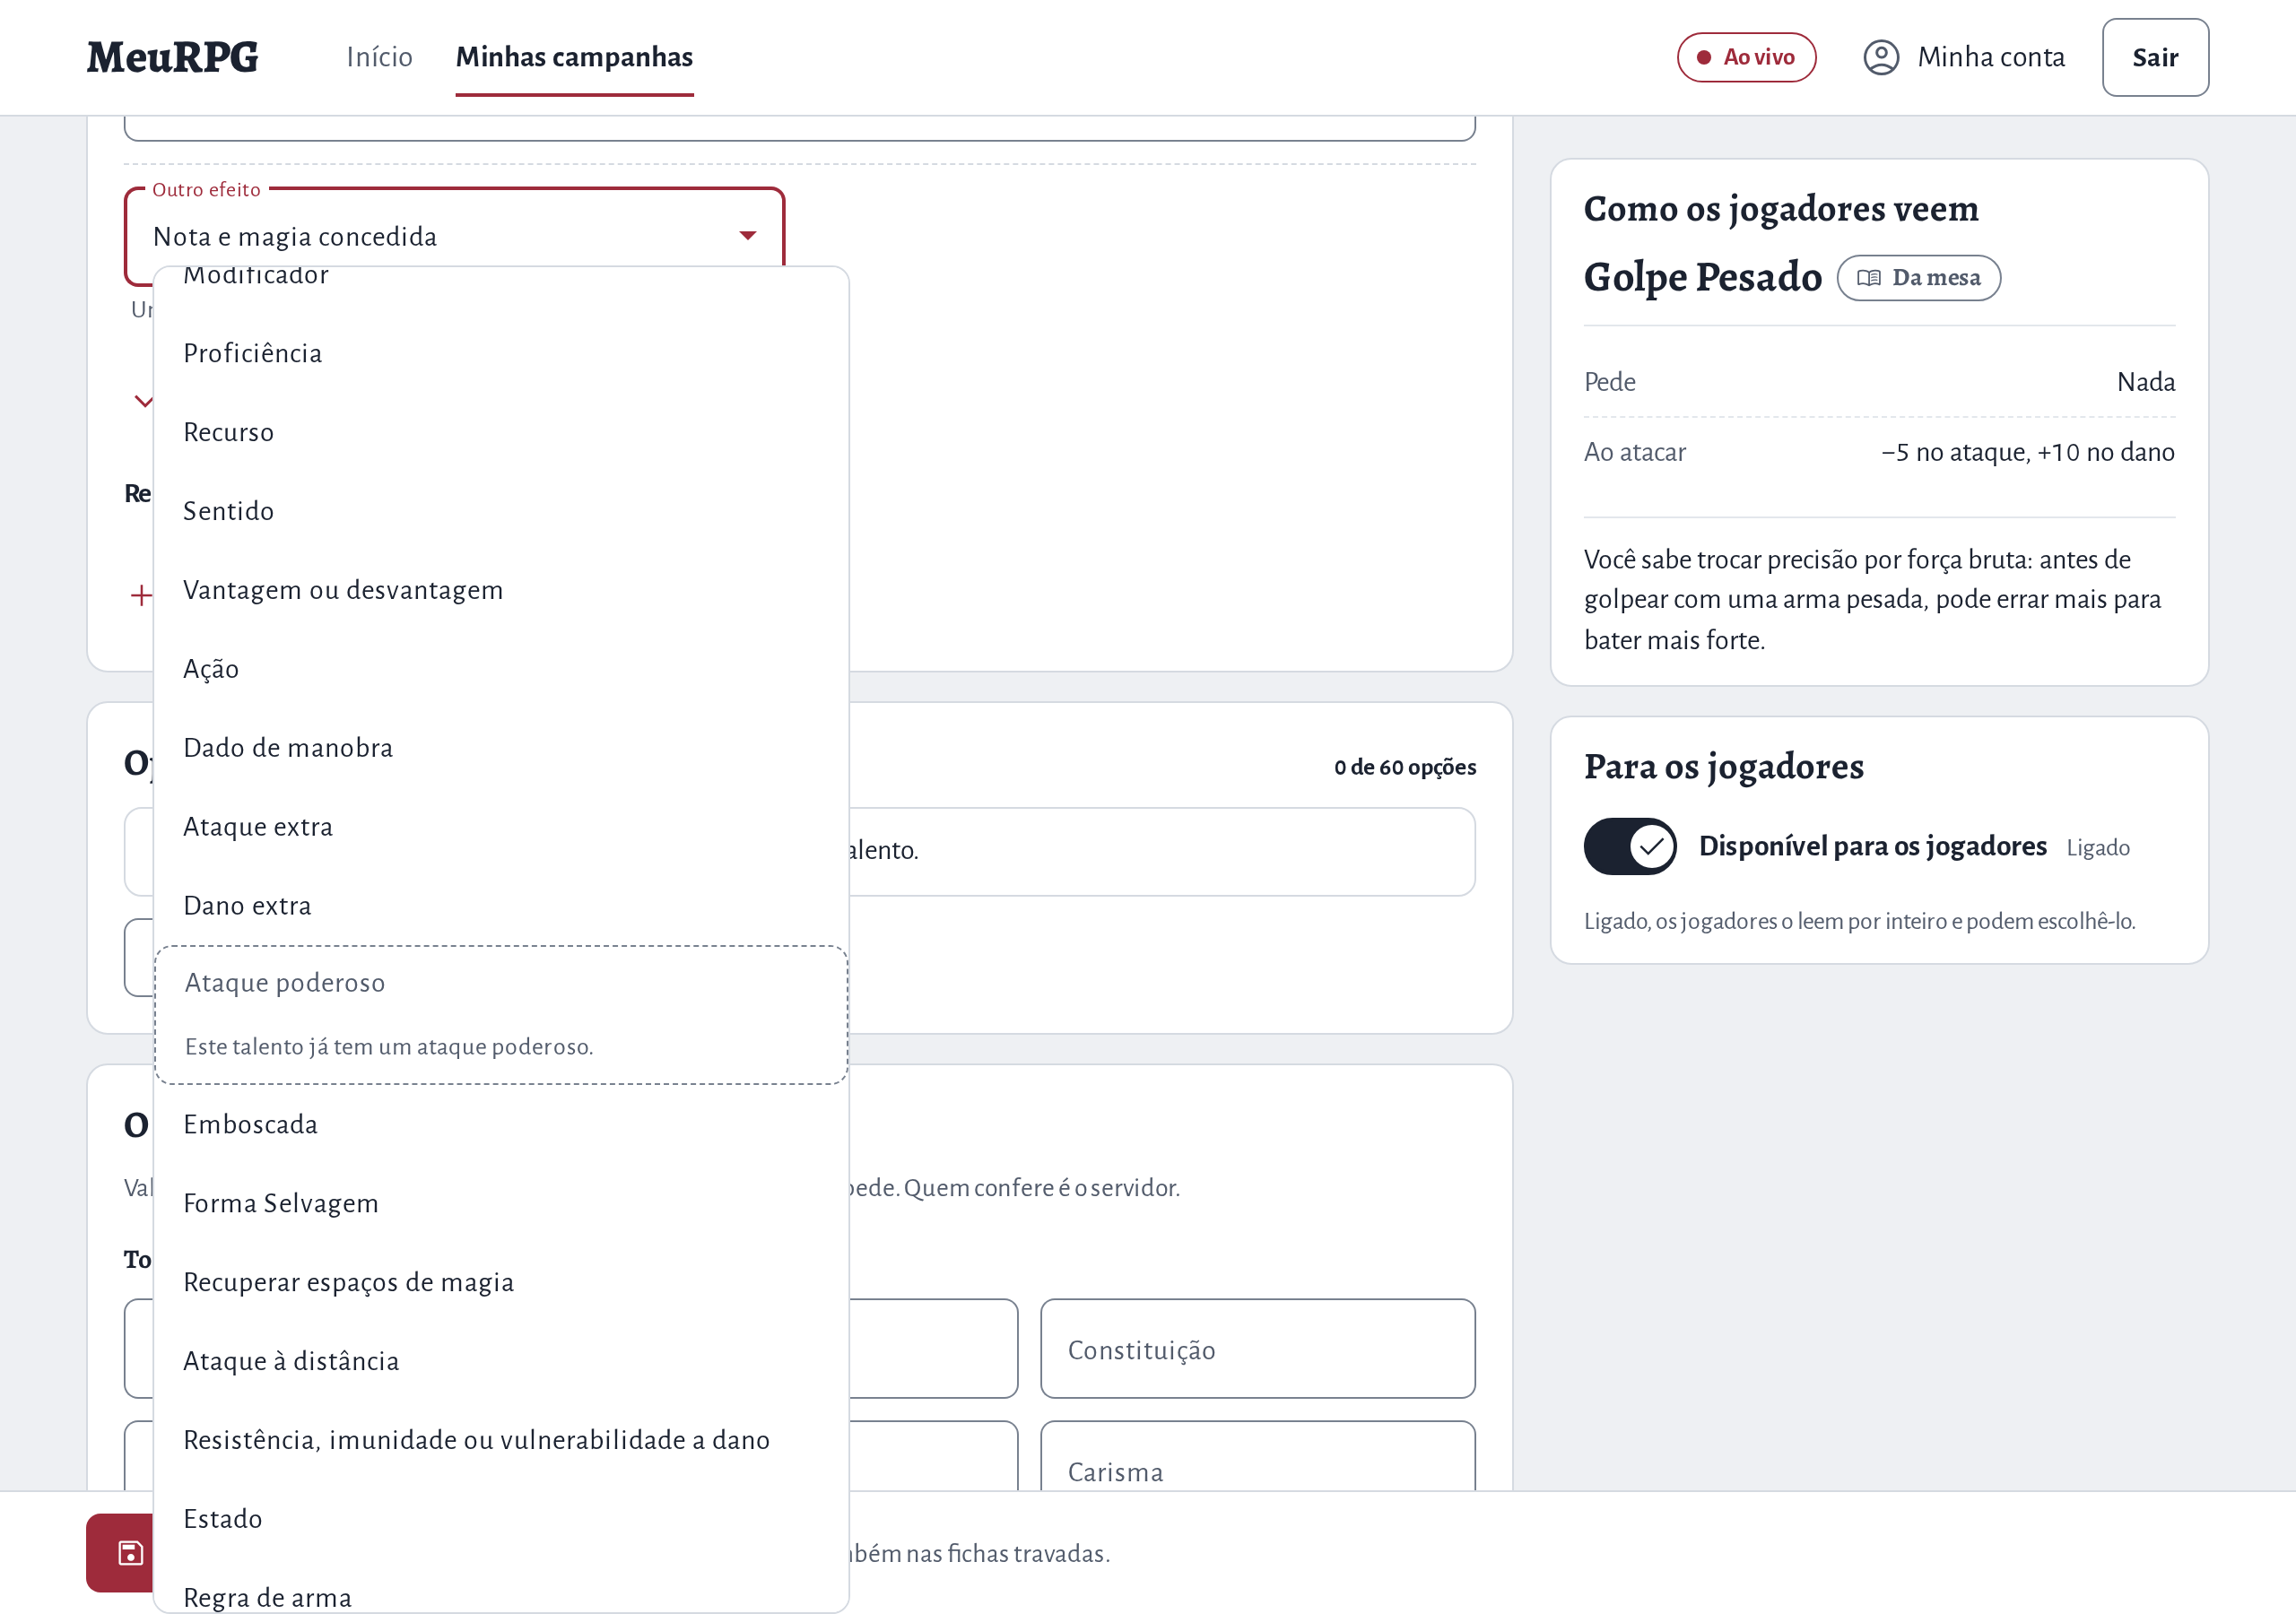 MeuRPG
Início
Minhas campanhas
Ao vivo
Minha conta
Sair
Outro efeito
Nota e magia concedida
Modificador
Proficiência
Recurso
Sentido
Vantagem ou desvantagem
Ação
Dado de manobra
Ataque extra
Dano extra
Ataque poderoso
Este talento já tem um ataque poderoso.
Emboscada
Forma Selvagem
Recuperar espaços de magia
Ataque à distância
Resistência, imunidade ou vulnerabilidade a dano
Estado
Regra de arma
0 de 60 opções
alento.
pede. Quem confere é o servidor.
Constituição
Carisma
mbém nas fichas travadas.
Como os jogadores veem
Golpe Pesado
Da mesa
Pede
Nada
Ao atacar
−5 no ataque, +10 no dano
Você sabe trocar precisão por força bruta: antes de
golpear com uma arma pesada, pode errar mais para
bater mais forte.
Para os jogadores
Disponível para os jogadores
Ligado
Ligado, os jogadores o leem por inteiro e podem escolhê-lo.